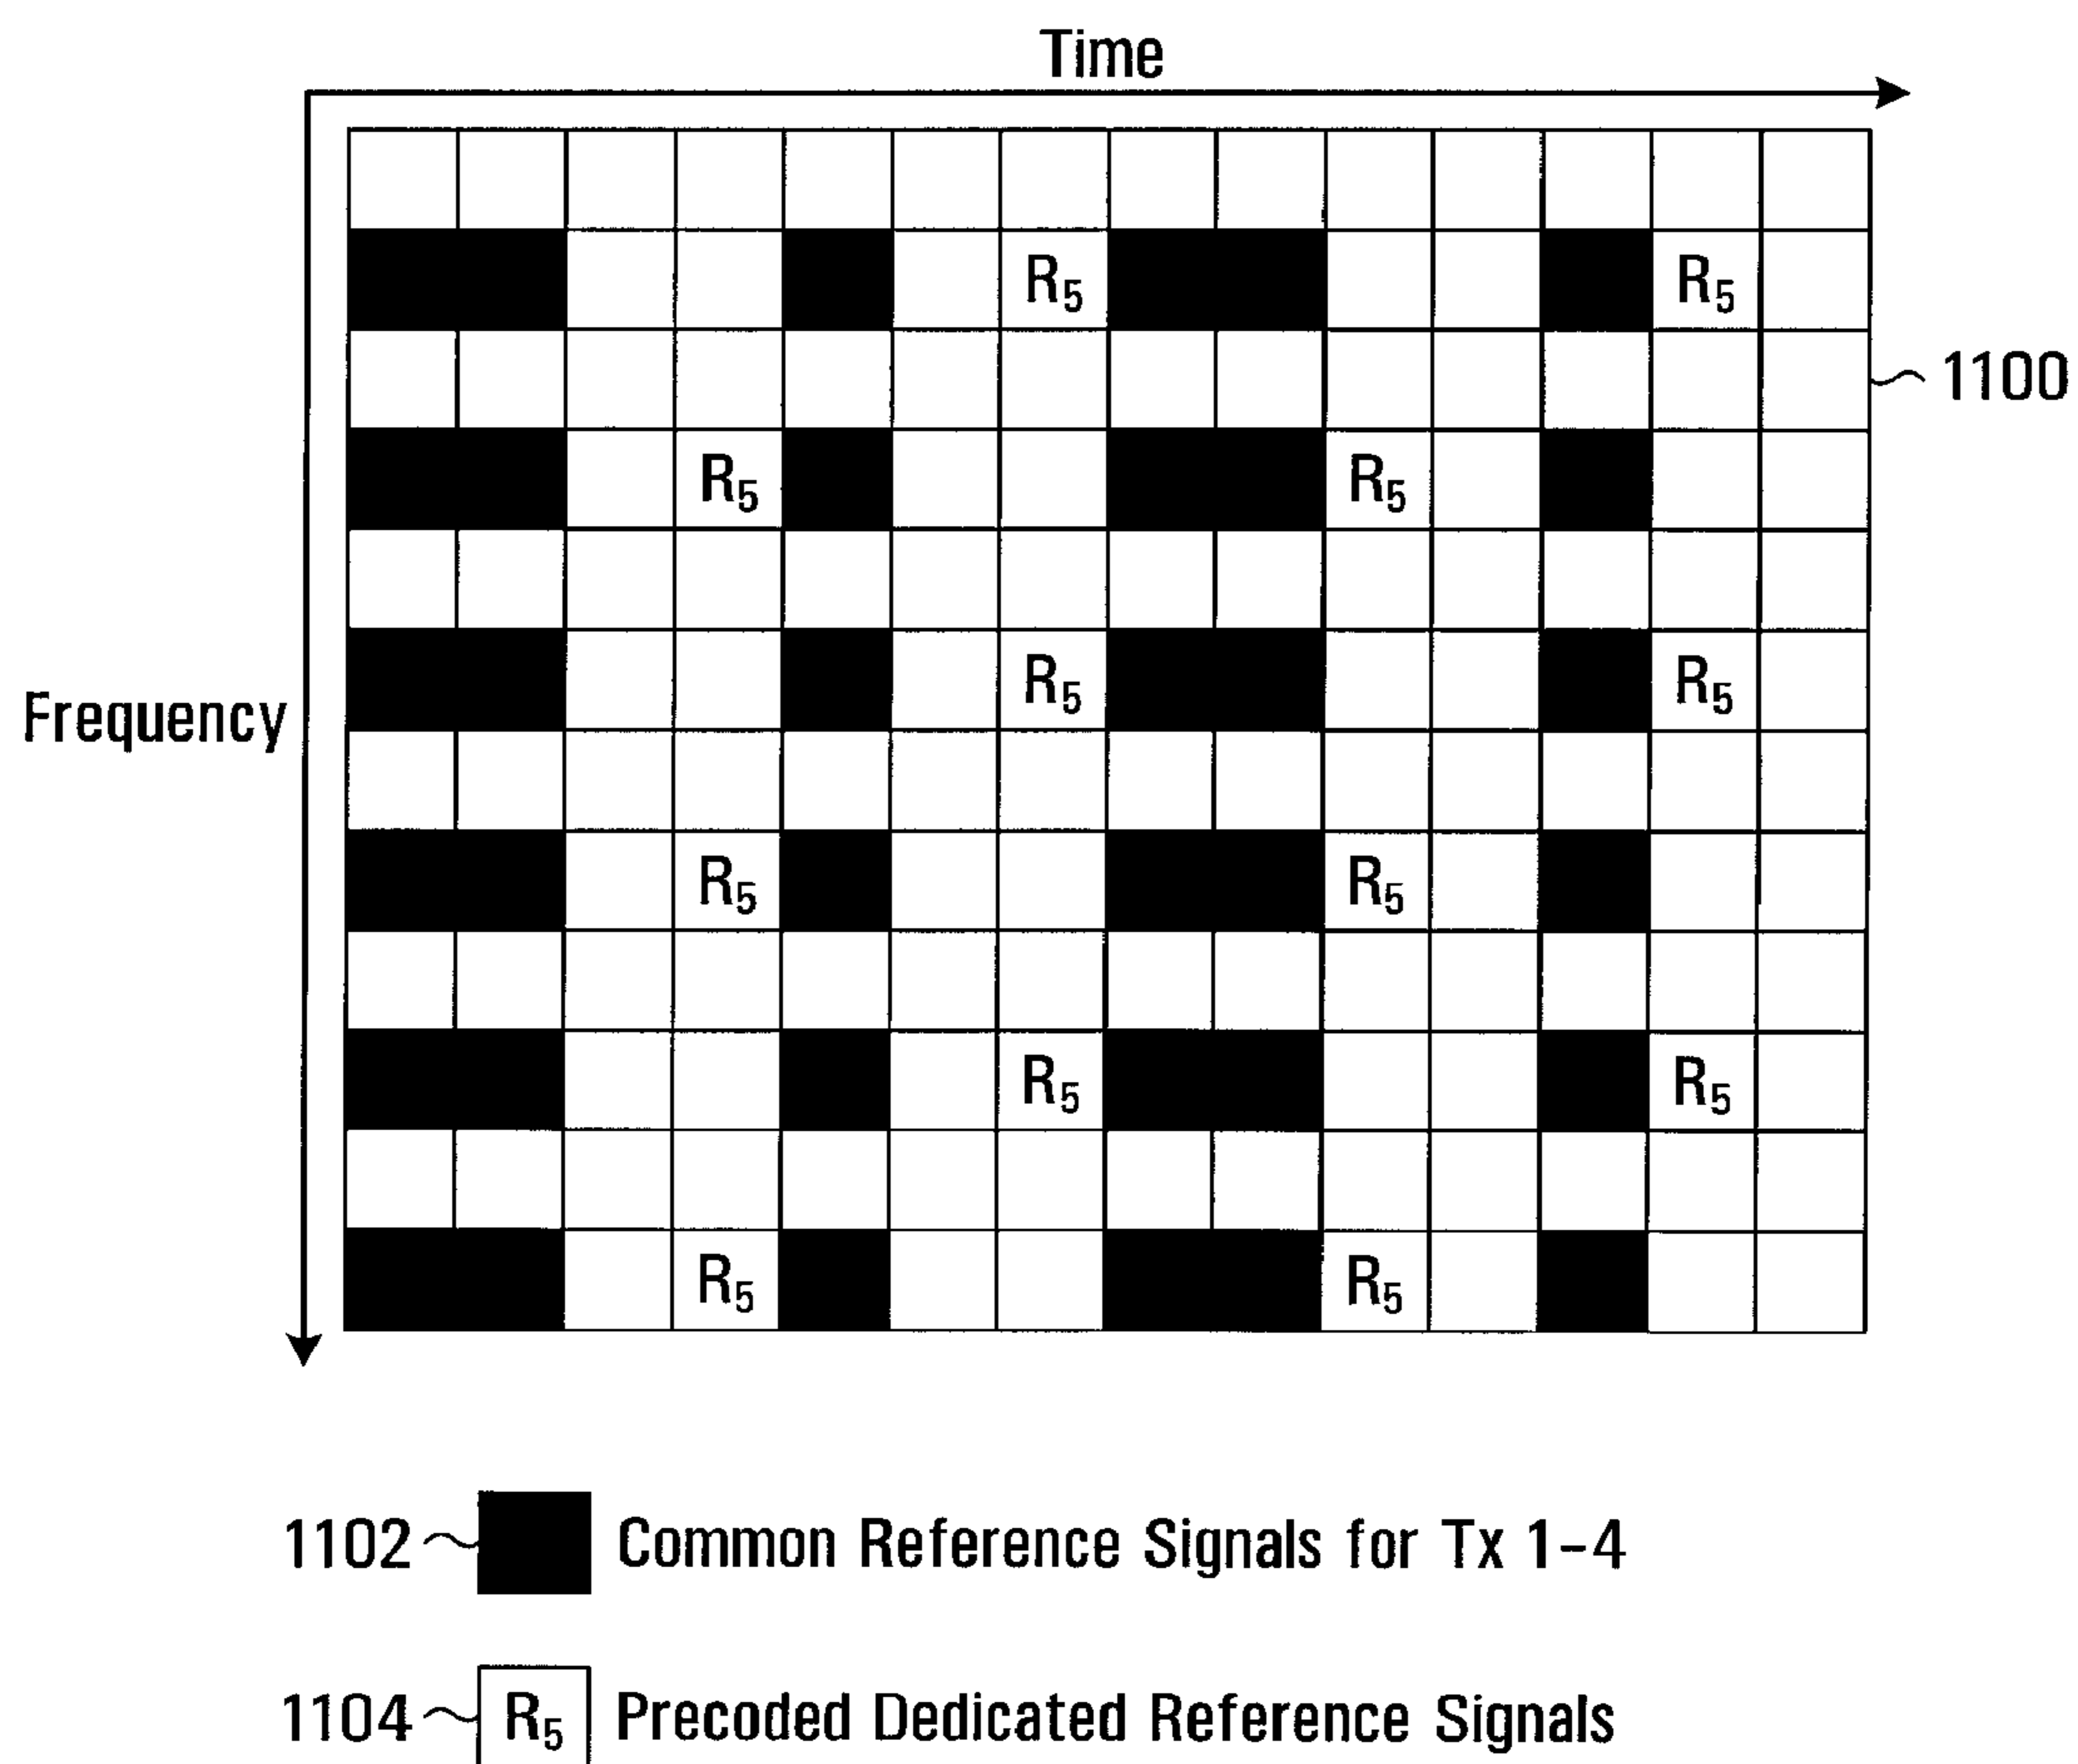 Time
R5 R5
1100
R5 R5
Frequency
R5 R5
R5 R5
R5 R5
R5 R5
1102 Common Reference Signals for Tx 1-4
1104 R5 Precoded Dedicated Reference Signals